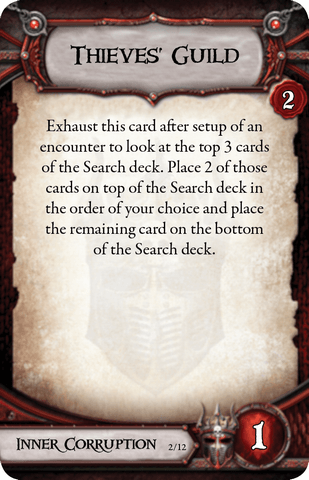 Thieves' Guild
2
Exhaust this card after setup of an
encounter to look at the top 3 cards
of the Search deck. Place 2 of those
cards on top of the Search deck in
the order of your choice and place
the remaining card on the bottom
of the Search deck.
Inner Corruption 2/12
1